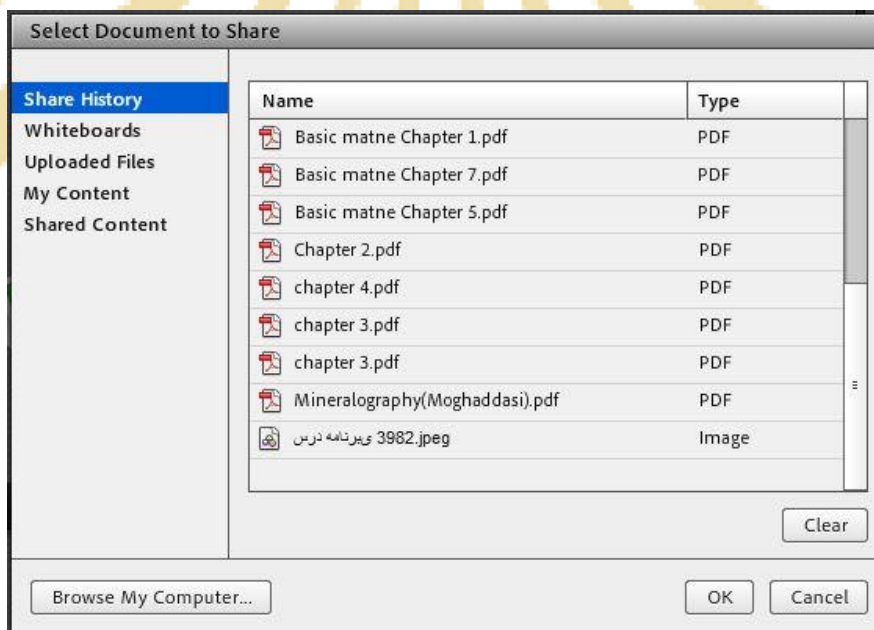 Select Document to Share
Share History
Whiteboards
Uploaded Files
My Content
Shared Content
Name Type
Basic matne Chapter 1.pdf PDF
Basic matne Chapter 7.pdf PDF
Basic matne Chapter 5.pdf PDF
Chapter 2.pdf PDF
chapter 4.pdf PDF
chapter 3.pdf PDF
chapter 3.pdf PDF
Mineralography(Moghaddasi).pdf PDF
یبرنامه درس 3982.jpeg Image
Clear
Browse My Computer... OK Cancel